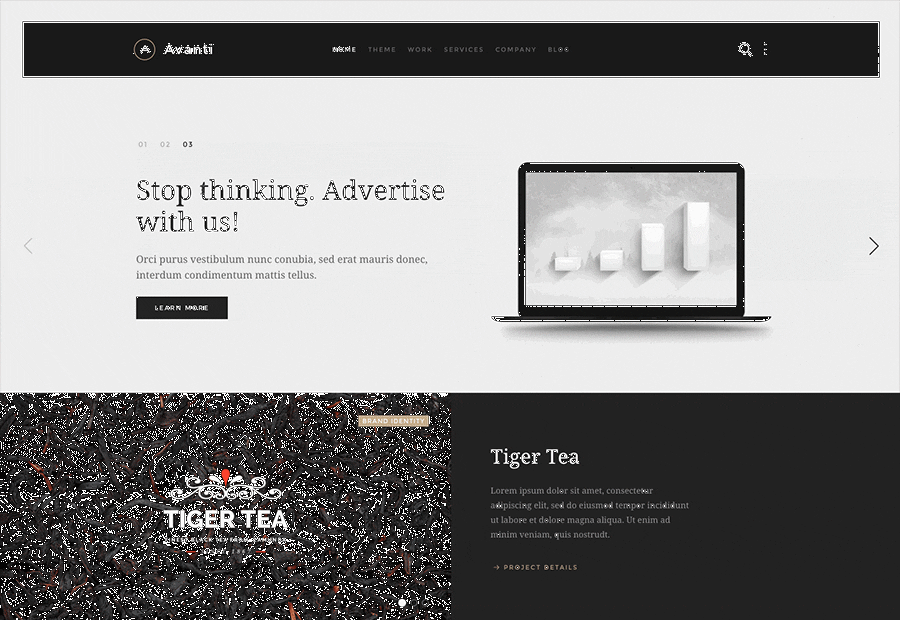 Avanti
HOME THEME WORK SERVICES COMPANY BLOG
01 02 03
Stop thinking. Advertise
with us!
Orci purus vestibulum nunc conubia, sed erat mauris donec,
interdum condimentum mattis tellus.
LEARN MORE
BRAND IDENTITY
TIGER TEA
Tiger Tea
Lorem ipsum dolor sit amet, consectetur
adipiscing elit, sed do eiusmod tempor incididunt
ut labore et dolore magna aliqua. Ut enim ad
minim veniam, quis nostrudt.
→ PROJECT DETAILS